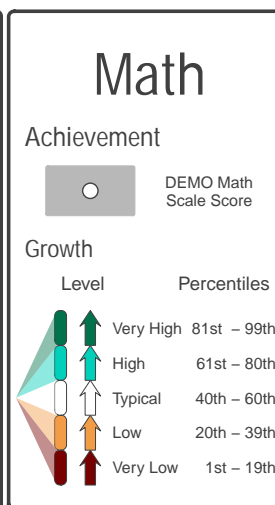 Math
Achievement
DEMO Math
Scale Score
Growth
Level Percentiles
Very High 81st – 99th
High 61st – 80th
Typical 40th – 60th
Low 20th – 39th
Very Low 1st – 19th